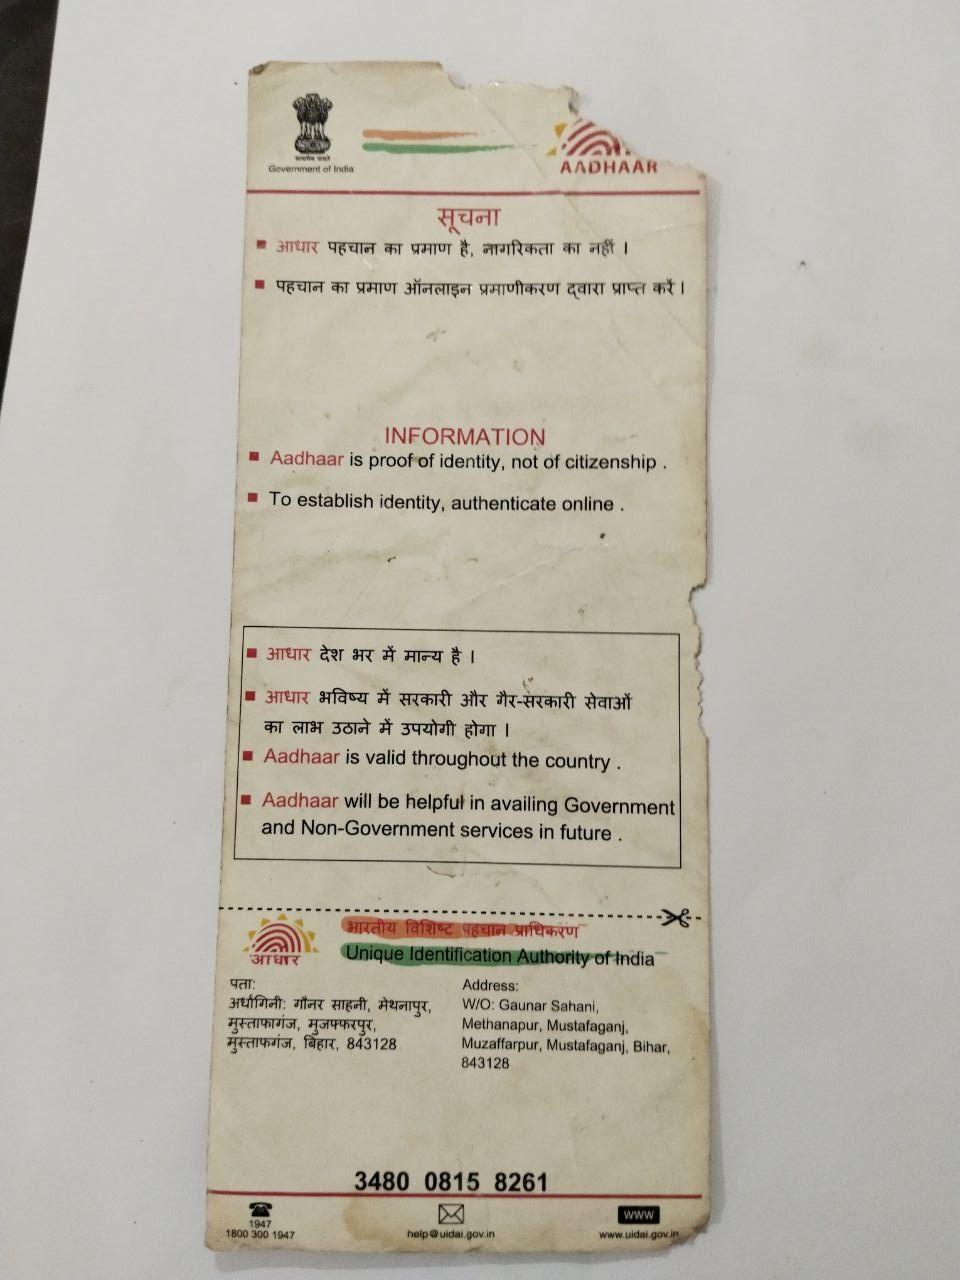 सत्यमेव जयते
Government of India
AADHAAR
सूचना
आधार पहचान का प्रमाण है, नागरिकता का नहीं ।
पहचान का प्रमाण ऑनलाइन प्रमाणीकरण द्वारा प्राप्त करें ।
INFORMATION
Aadhaar is proof of identity, not of citizenship .
To establish identity, authenticate online .
आधार देश भर में मान्य है ।
आधार भविष्य में सरकारी और गैर-सरकारी सेवाओं
का लाभ उठाने में उपयोगी होगा ।
Aadhaar is valid throughout the country .
Aadhaar will be helpful in availing Government
and Non-Government services in future .
आधार
भारतीय विशिष्ट पहचान प्राधिकरण
Unique Identification Authority of India
पता:
अर्धांगिनी: गौनर साहनी, मेथनापुर,
मुस्ताफागंज, मुजफ्फरपुर,
मुस्ताफगंज, बिहार, 843128
Address:
W/O: Gaunar Sahani,
Methanapur, Mustafaganj,
Muzaffarpur, Mustafaganj, Bihar,
843128
3480 0815 8261
1947
1800 300 1947
help@uidai.gov.in
www
www.uidai.gov.in